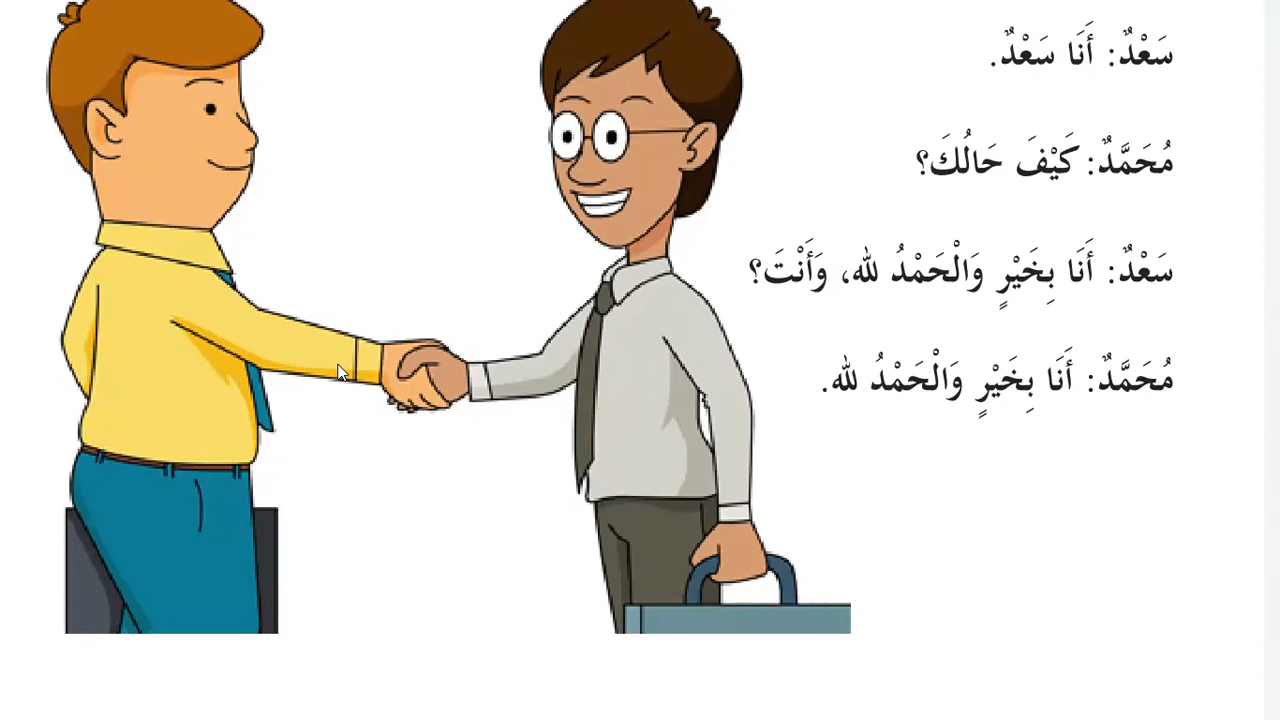 سَعْدٌ: أَنَا سَعْدٌ.
مُحَمَّدٌ: كَيْفَ حَالُكَ؟
سَعْدٌ: أَنَا بِخَيْرٍ وَالْحَمْدُ لله، وَأَنْتَ؟
مُحَمَّدٌ: أَنَا بِخَيْرٍ وَالْحَمْدُ لله.